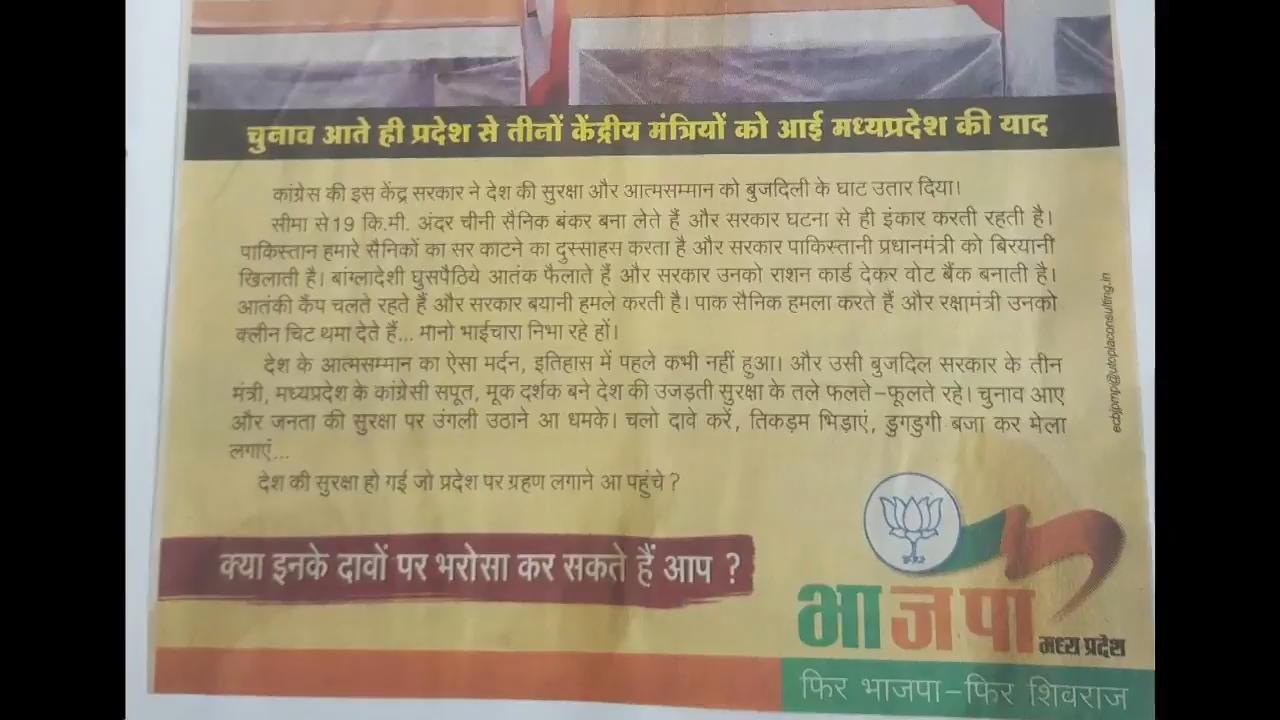 चुनाव आते ही प्रदेश से तीनों केंद्रीय मंत्रियों को आई मध्यप्रदेश की याद
कांग्रेस की इस केंद्र सरकार ने देश की सुरक्षा और आत्मसम्मान को बुजदिली के घाट उतार दिया।
सीमा से 19 कि.मी. अंदर चीनी सैनिक बंकर बना लेते हैं और सरकार घटना से ही इंकार करती रहती है।
पाकिस्तान हमारे सैनिकों का सर काटने का दुस्साहस करता है और सरकार पाकिस्तानी प्रधानमंत्री को बिरयानी
खिलाती है। बांग्लादेशी घुसपैठिये आतंक फैलाते हैं और सरकार उनको राशन कार्ड देकर वोट बैंक बनाती है।
आतंकी कैंप चलते रहते हैं और सरकार बयानी हमले करती है। पाक सैनिक हमला करते हैं और रक्षामंत्री उनको
क्लीन चिट थमा देते हैं... मानो भाईचारा निभा रहे हों।
देश के आत्मसम्मान का ऐसा मर्दन, इतिहास में पहले कभी नहीं हुआ। और उसी बुजदिल सरकार के तीन
मंत्री, मध्यप्रदेश के कांग्रेसी सपूत, मूक दर्शक बने देश की उजड़ती सुरक्षा के तले फलते-फूलते रहे। चुनाव आए
और जनता की सुरक्षा पर उंगली उठाने आ धमके। चलो दावे करें, तिकड़म भिड़ाएं, डुगडुगी बजा कर मेला
लगाएं...
देश की सुरक्षा हो गई जो प्रदेश पर ग्रहण लगाने आ पहुंचे ?
ecbjpmp@utopiaconsulting.in
क्या इनके दावों पर भरोसा कर सकते हैं आप ?
भाजपा
मध्य प्रदेश
फिर भाजपा-फिर शिवराज